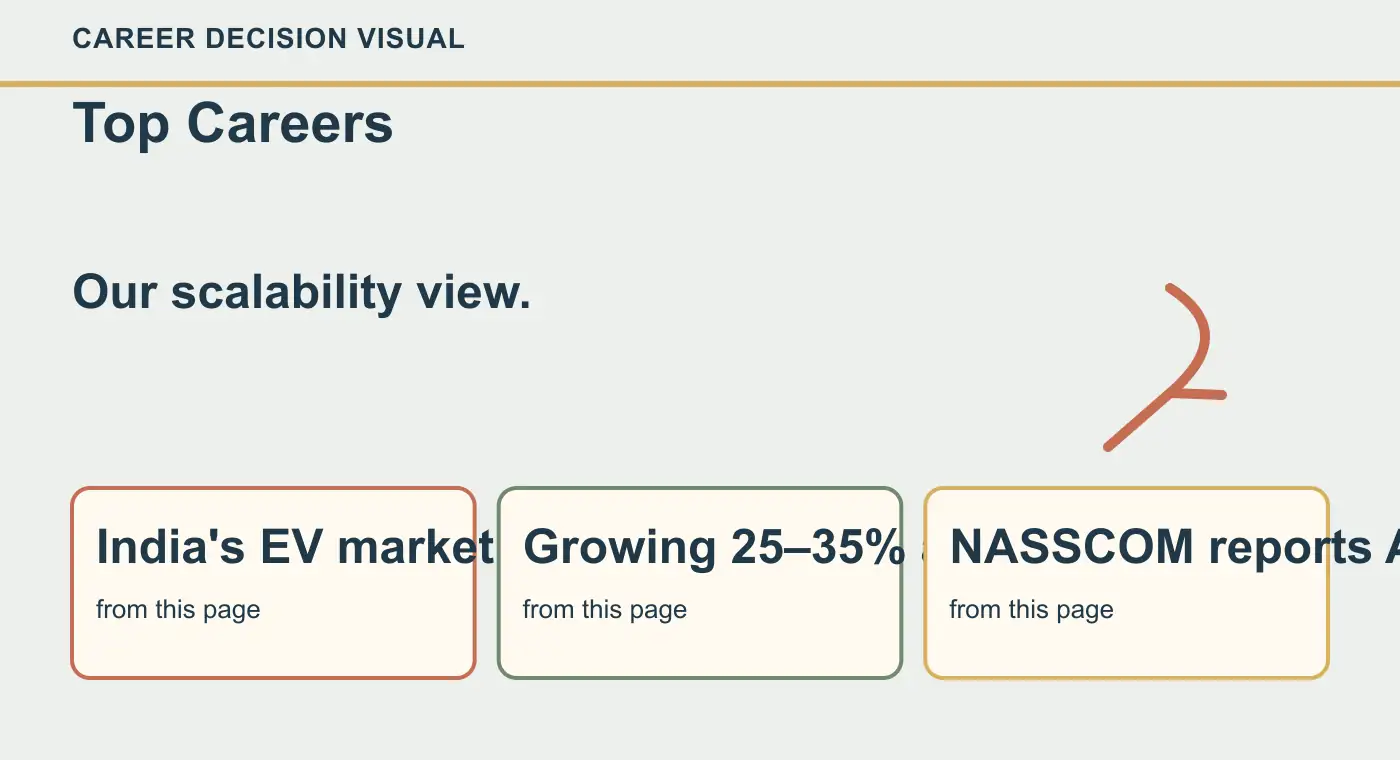 CAREER DECISION VISUAL
Top Careers
Our scalability view.
India's EV market
Growing 25–35%
NASSCOM reports A
from this page
from this page
from this page